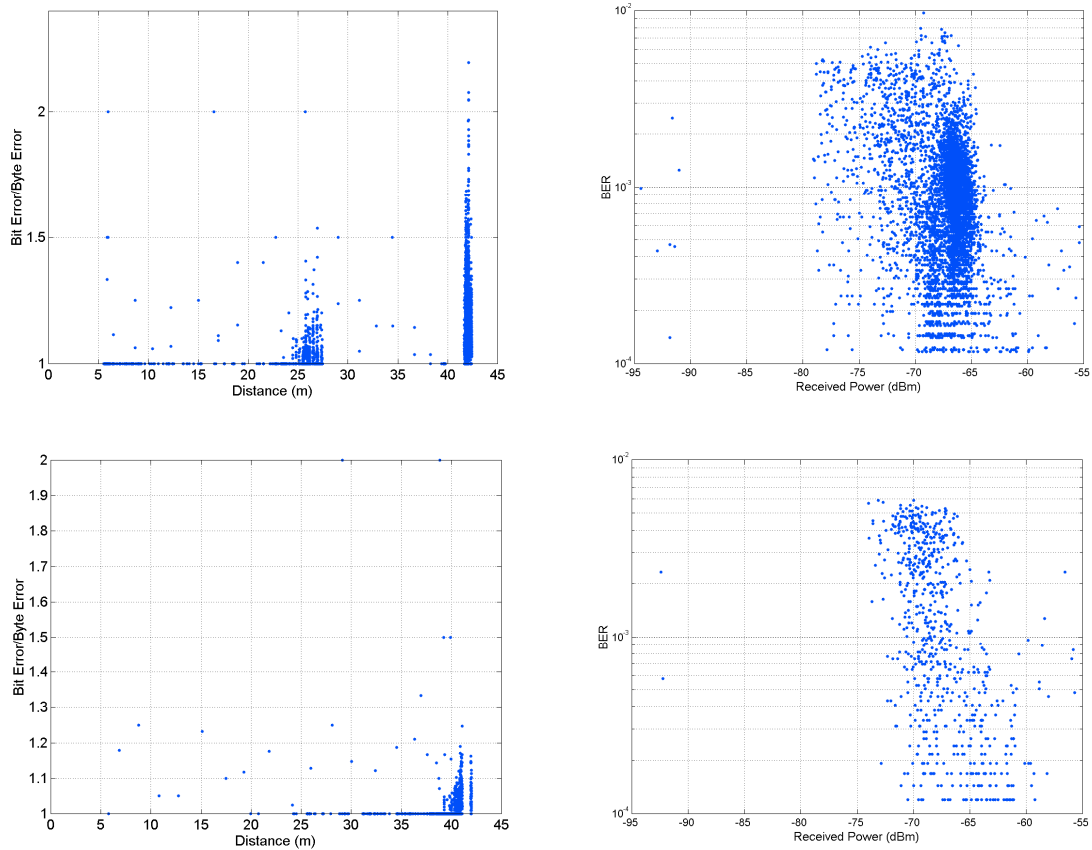 2
1.5
1
Bit Error/Byte Error
0 5 10 15 20 25 30 35 40 45
Distance (m)
10^-2
10^-3
10^-4
BER
-95 -90 -85 -80 -75 -70 -65 -60 -55
Received Power (dBm)
2
1.9
1.8
1.7
1.6
1.5
1.4
1.3
1.2
1.1
1
Bit Error/Byte Error
0 5 10 15 20 25 30 35 40 45
Distance (m)
10^-2
10^-3
10^-4
BER
-95 -90 -85 -80 -75 -70 -65 -60 -55
Received Power (dBm)